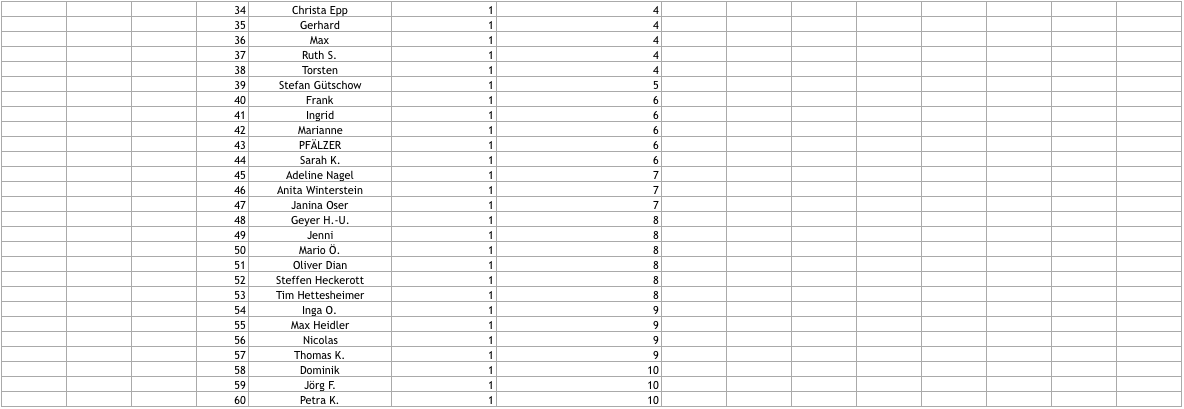 34 Christa Epp 1 4
35 Gerhard 1 4
36 Max 1 4
37 Ruth S. 1 4
38 Torsten 1 4
39 Stefan Gütschow 1 5
40 Frank 1 6
41 Ingrid 1 6
42 Marianne 1 6
43 PFÄLZER 1 6
44 Sarah K. 1 6
45 Adeline Nagel 1 7
46 Anita Winterstein 1 7
47 Janina Oser 1 7
48 Geyer H.-U. 1 8
49 Jenni 1 8
50 Mario Ö. 1 8
51 Oliver Dian 1 8
52 Steffen Heckerott 1 8
53 Tim Hettesheimer 1 8
54 Inga O. 1 9
55 Max Heidler 1 9
56 Nicolas 1 9
57 Thomas K. 1 9
58 Dominik 1 10
59 Jörg F. 1 10
60 Petra K. 1 10